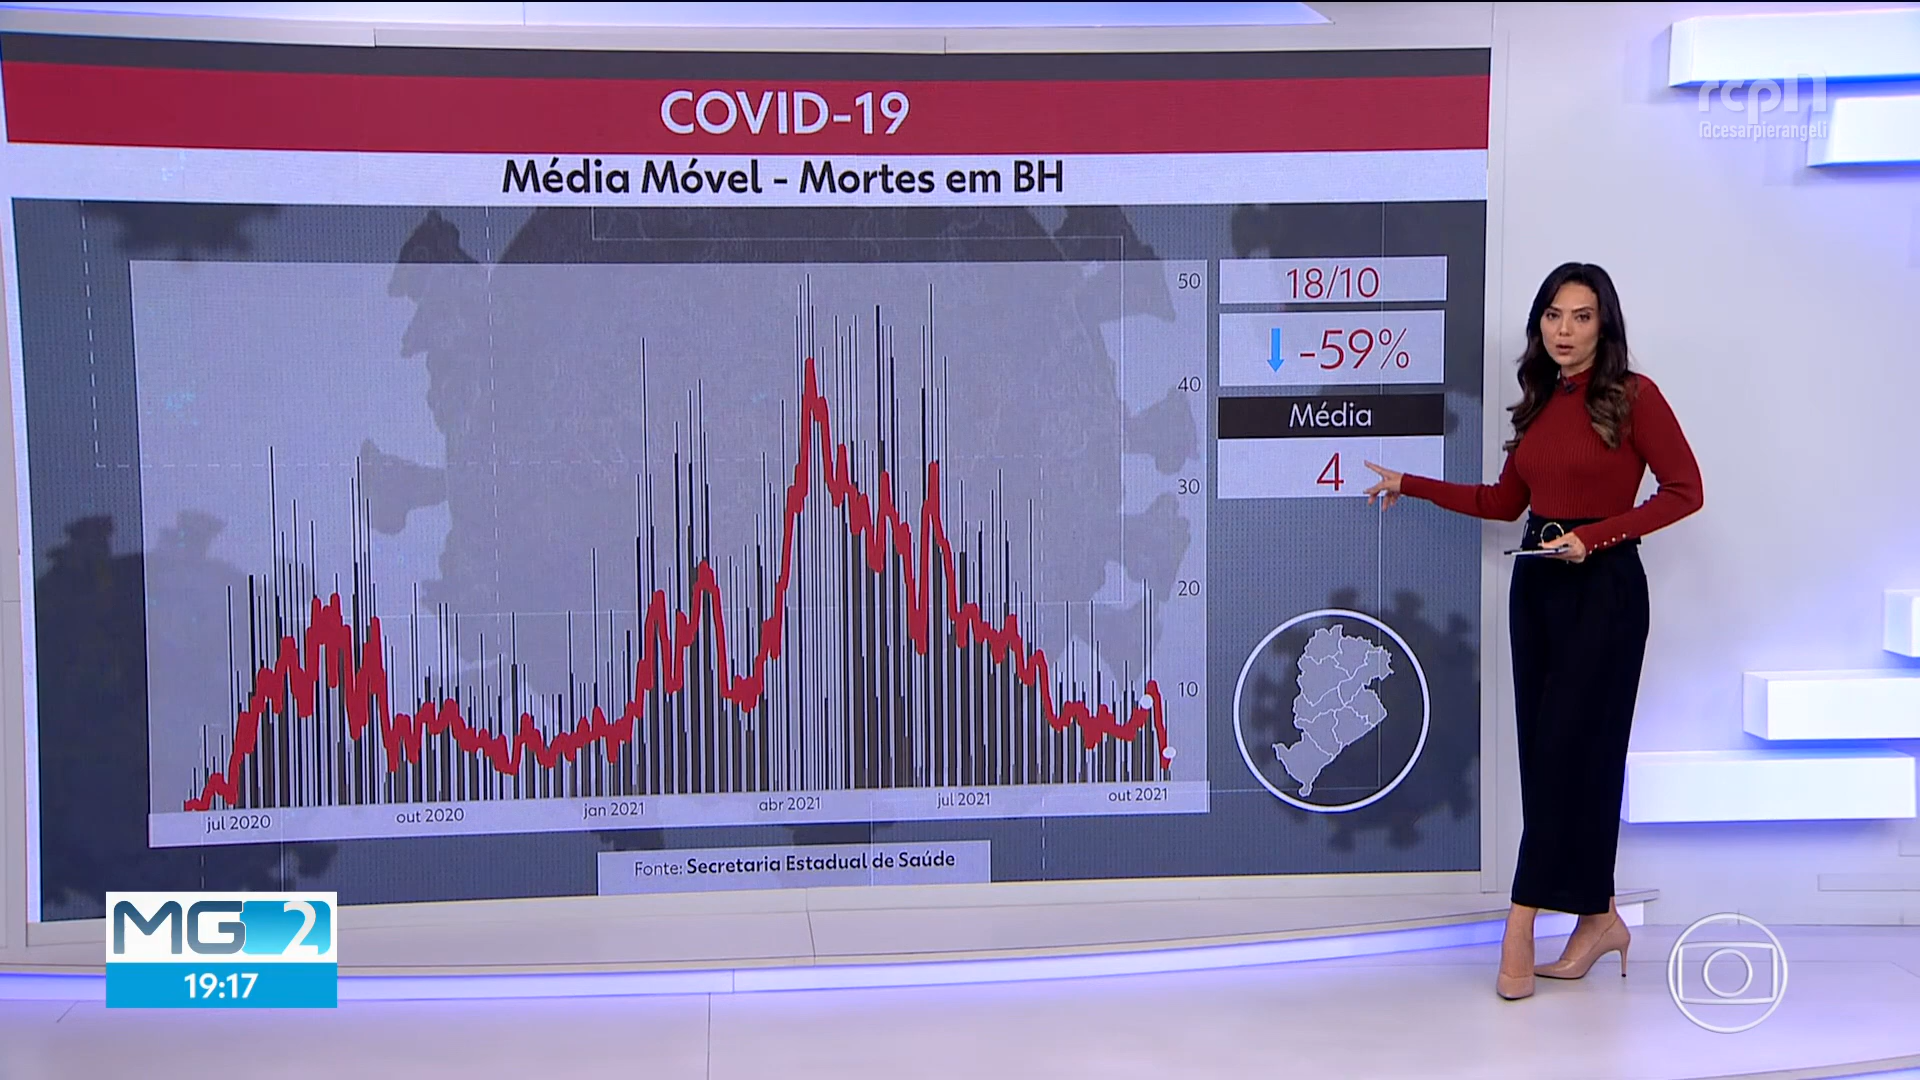 COVID-19
rcpm
@cesarpierangeli
Média Móvel - Mortes em BH
50
40
30
20
10
18/10
-59%
Média
4
jul 2020
out 2020
jan 2021
abr 2021
jul 2021
out 2021
Fonte: Secretaria Estadual de Saúde
MG2
19:17